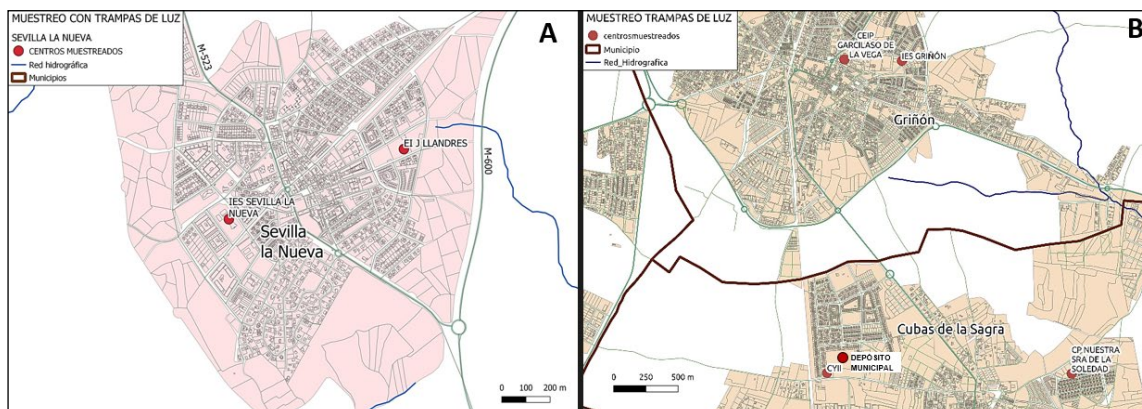 MUESTREO CON TRAMPAS DE LUZ
SEVILLA LA NUEVA
CENTROS MUESTREADOS
Red hidrográfica
Municipios
A
M-523
EI J LLANDRES
M-600
IES SEVILLA LA
NUEVA
Sevilla
la Nueva
0 100 200 m
MUESTREO TRAMPAS DE LUZ
centrosmuestreados
Municipio
Red_Hidrografica
B
CEIP
GARCILASO DE
LA VEGA
IES GRIÑÓN
Griñón
Cubas de la Sagra
DEPÓSITO
MUNICIPAL
CYII
CP NUESTRA
SRA DE LA
SOLEDAD
0 250 500 m